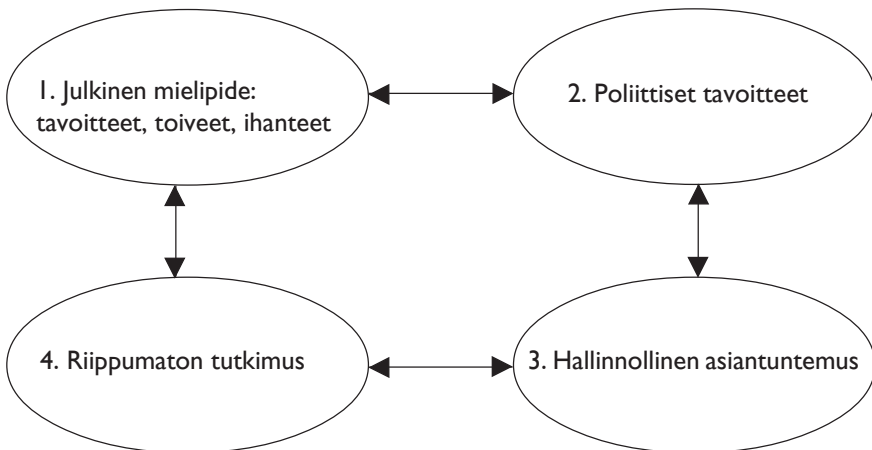 1. Julkinen mielipide:
tavoitteet, toiveet, ihanteet
2. Poliittiset tavoitteet
4. Riippumaton tutkimus
3. Hallinnollinen asiantuntemus